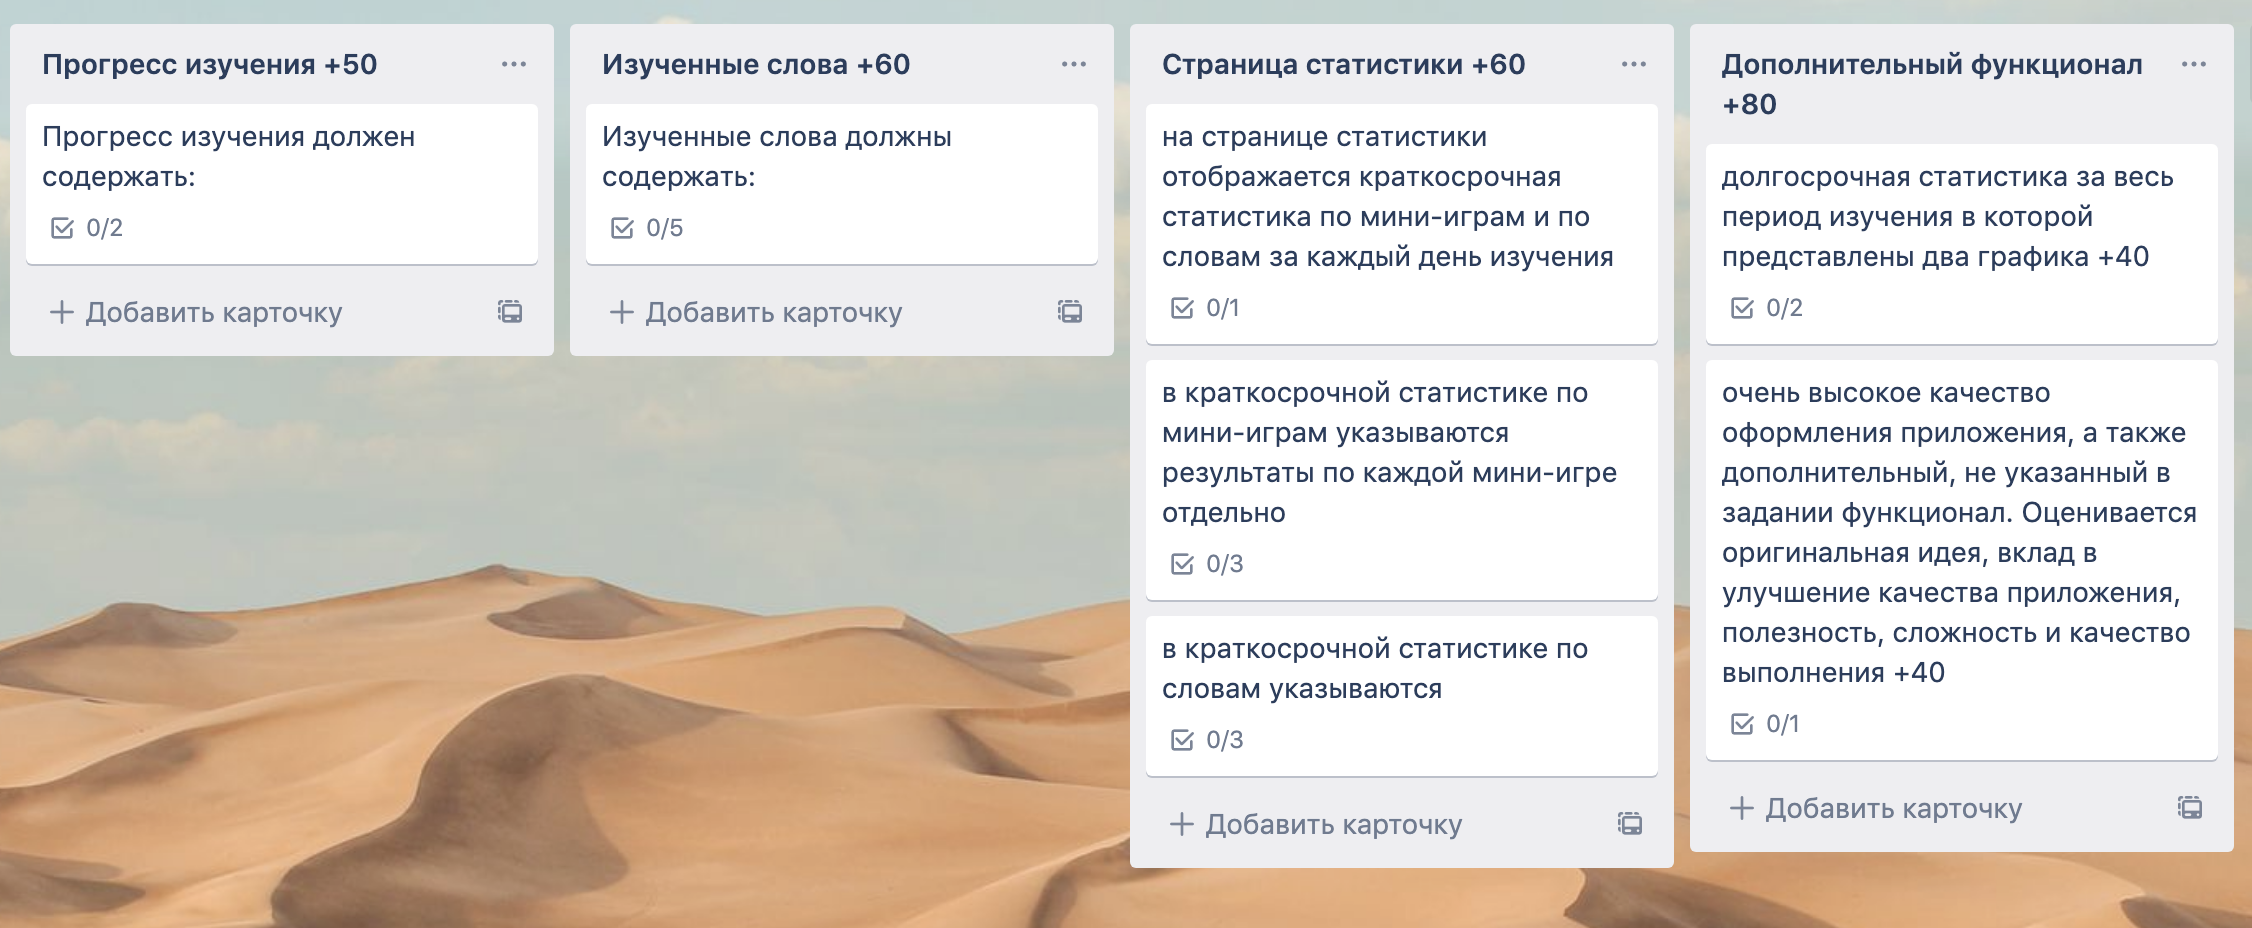 Прогресс изучения +50
Прогресс изучения должен
содержать:
0/2
Добавить карточку
Изученные слова +60
Изученные слова должны
содержать:
0/5
Добавить карточку
Страница статистики +60
на странице статистики
отображается краткосрочная
статистика по мини-играм и по
словам за каждый день изучения
0/1
в краткосрочной статистике по
мини-играм указываются
результаты по каждой мини-игре
отдельно
0/3
в краткосрочной статистике по
словам указываются
0/3
Добавить карточку
Дополнительный функционал
+80
долгосрочная статистика за весь
период изучения в которой
представлены два графика +40
0/2
очень высокое качество
оформления приложения, а также
дополнительный, не указанный в
задании функционал. Оценивается
оригинальная идея, вклад в
улучшение качества приложения,
полезность, сложность и качество
выполнения +40
0/1
Добавить карточку